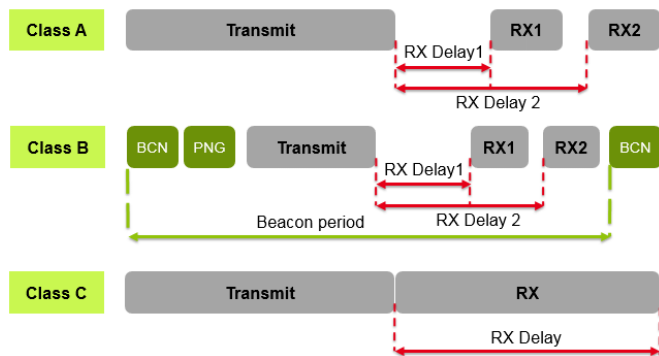 Class A
Transmit
RX1
RX2
RX Delay1
RX Delay 2
Class B
BCN
PNG
Transmit
RX1
RX2
BCN
RX Delay1
RX Delay 2
Beacon period
Class C
Transmit
RX
RX Delay